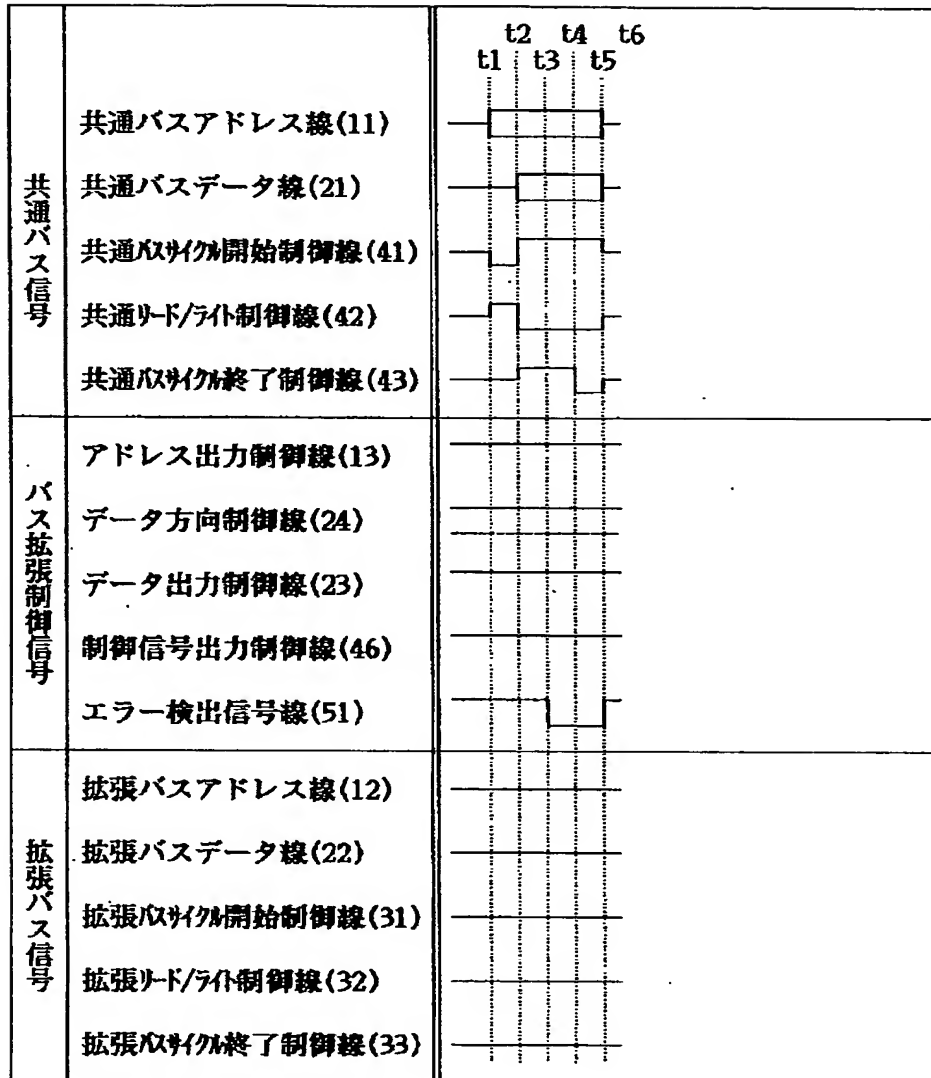 t2 t4 t6
t1 t3 t5
共通バス信号
共通バスアドレス線(11)
共通バスデータ線(21)
共通バスサイクル開始制御線(41)
共通リード/ライト制御線(42)
共通バスサイクル終了制御線(43)
バス拡張制御信号
アドレス出力制御線(13)
データ方向制御線(24)
データ出力制御線(23)
制御信号出力制御線(46)
エラー検出信号線(51)
拡張バス信号
拡張バスアドレス線(12)
拡張バスデータ線(22)
拡張バスサイクル開始制御線(31)
拡張リード/ライト制御線(32)
拡張バスサイクル終了制御線(33)